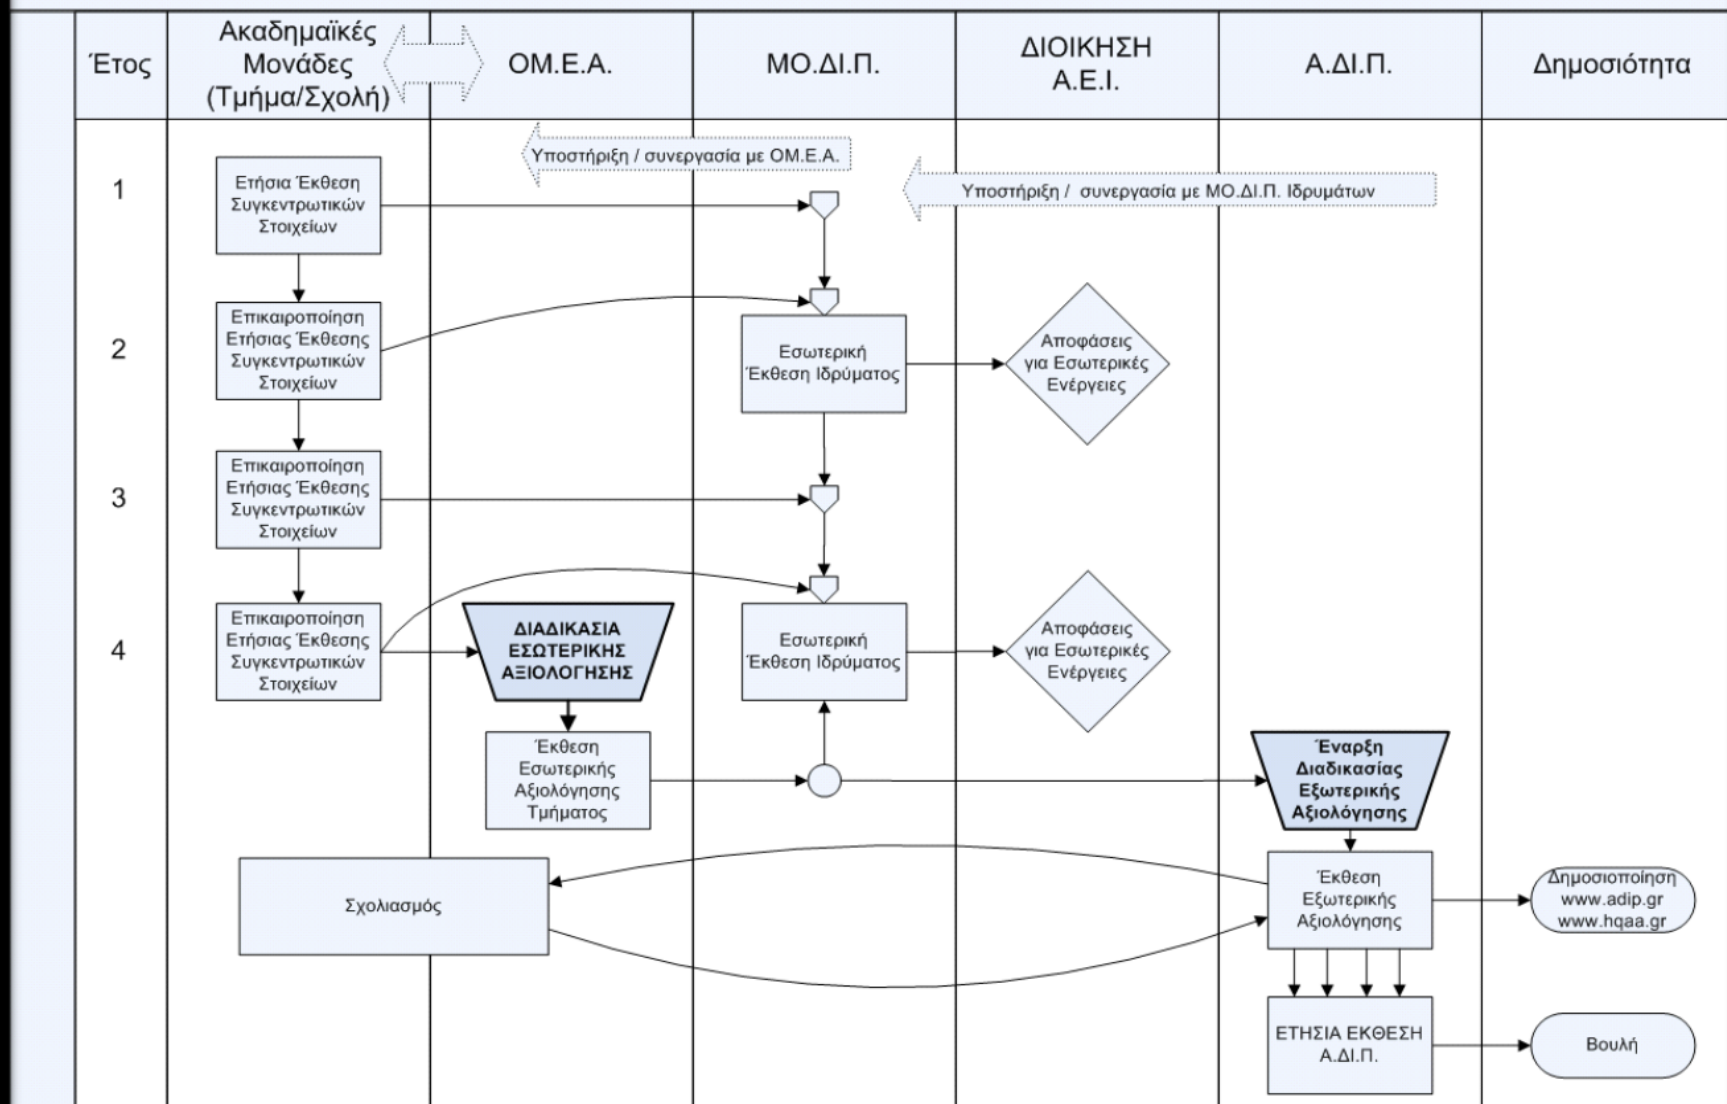 Έτος
Ακαδημαϊκές
Μονάδες
(Τμήμα/Σχολή)
ΟΜ.Ε.Α.
ΜΟ.ΔΙ.Π.
ΔΙΟΙΚΗΣΗ
Α.Ε.Ι.
Α.ΔΙ.Π.
Δημοσιότητα
Υποστήριξη / συνεργασία με ΟΜ.Ε.Α.
Υποστήριξη / συνεργασία με ΜΟ.ΔΙ.Π. Ιδρυμάτων
1
Ετήσια Έκθεση
Συγκεντρωτικών
Στοιχείων
2
Επικαιροποίηση
Ετήσιας Έκθεσης
Συγκεντρωτικών
Στοιχείων
Εσωτερική
Έκθεση Ιδρύματος
Αποφάσεις
για Εσωτερικές
Ενέργειες
3
Επικαιροποίηση
Ετήσιας Έκθεσης
Συγκεντρωτικών
Στοιχείων
4
Επικαιροποίηση
Ετήσιας Έκθεσης
Συγκεντρωτικών
Στοιχείων
ΔΙΑΔΙΚΑΣΙΑ
ΕΣΩΤΕΡΙΚΗΣ
ΑΞΙΟΛΟΓΗΣΗΣ
Εσωτερική
Έκθεση Ιδρύματος
Αποφάσεις
για Εσωτερικές
Ενέργειες
Έκθεση
Εσωτερικής
Αξιολόγησης
Τμήματος
Έναρξη
Διαδικασίας
Εξωτερικής
Αξιολόγησης
Σχολιασμός
Έκθεση
Εξωτερικής
Αξιολόγησης
Δημοσιοποίηση
www.adip.gr
www.hqaa.gr
ΕΤΗΣΙΑ ΕΚΘΕΣΗ
Α.ΔΙ.Π.
Βουλή